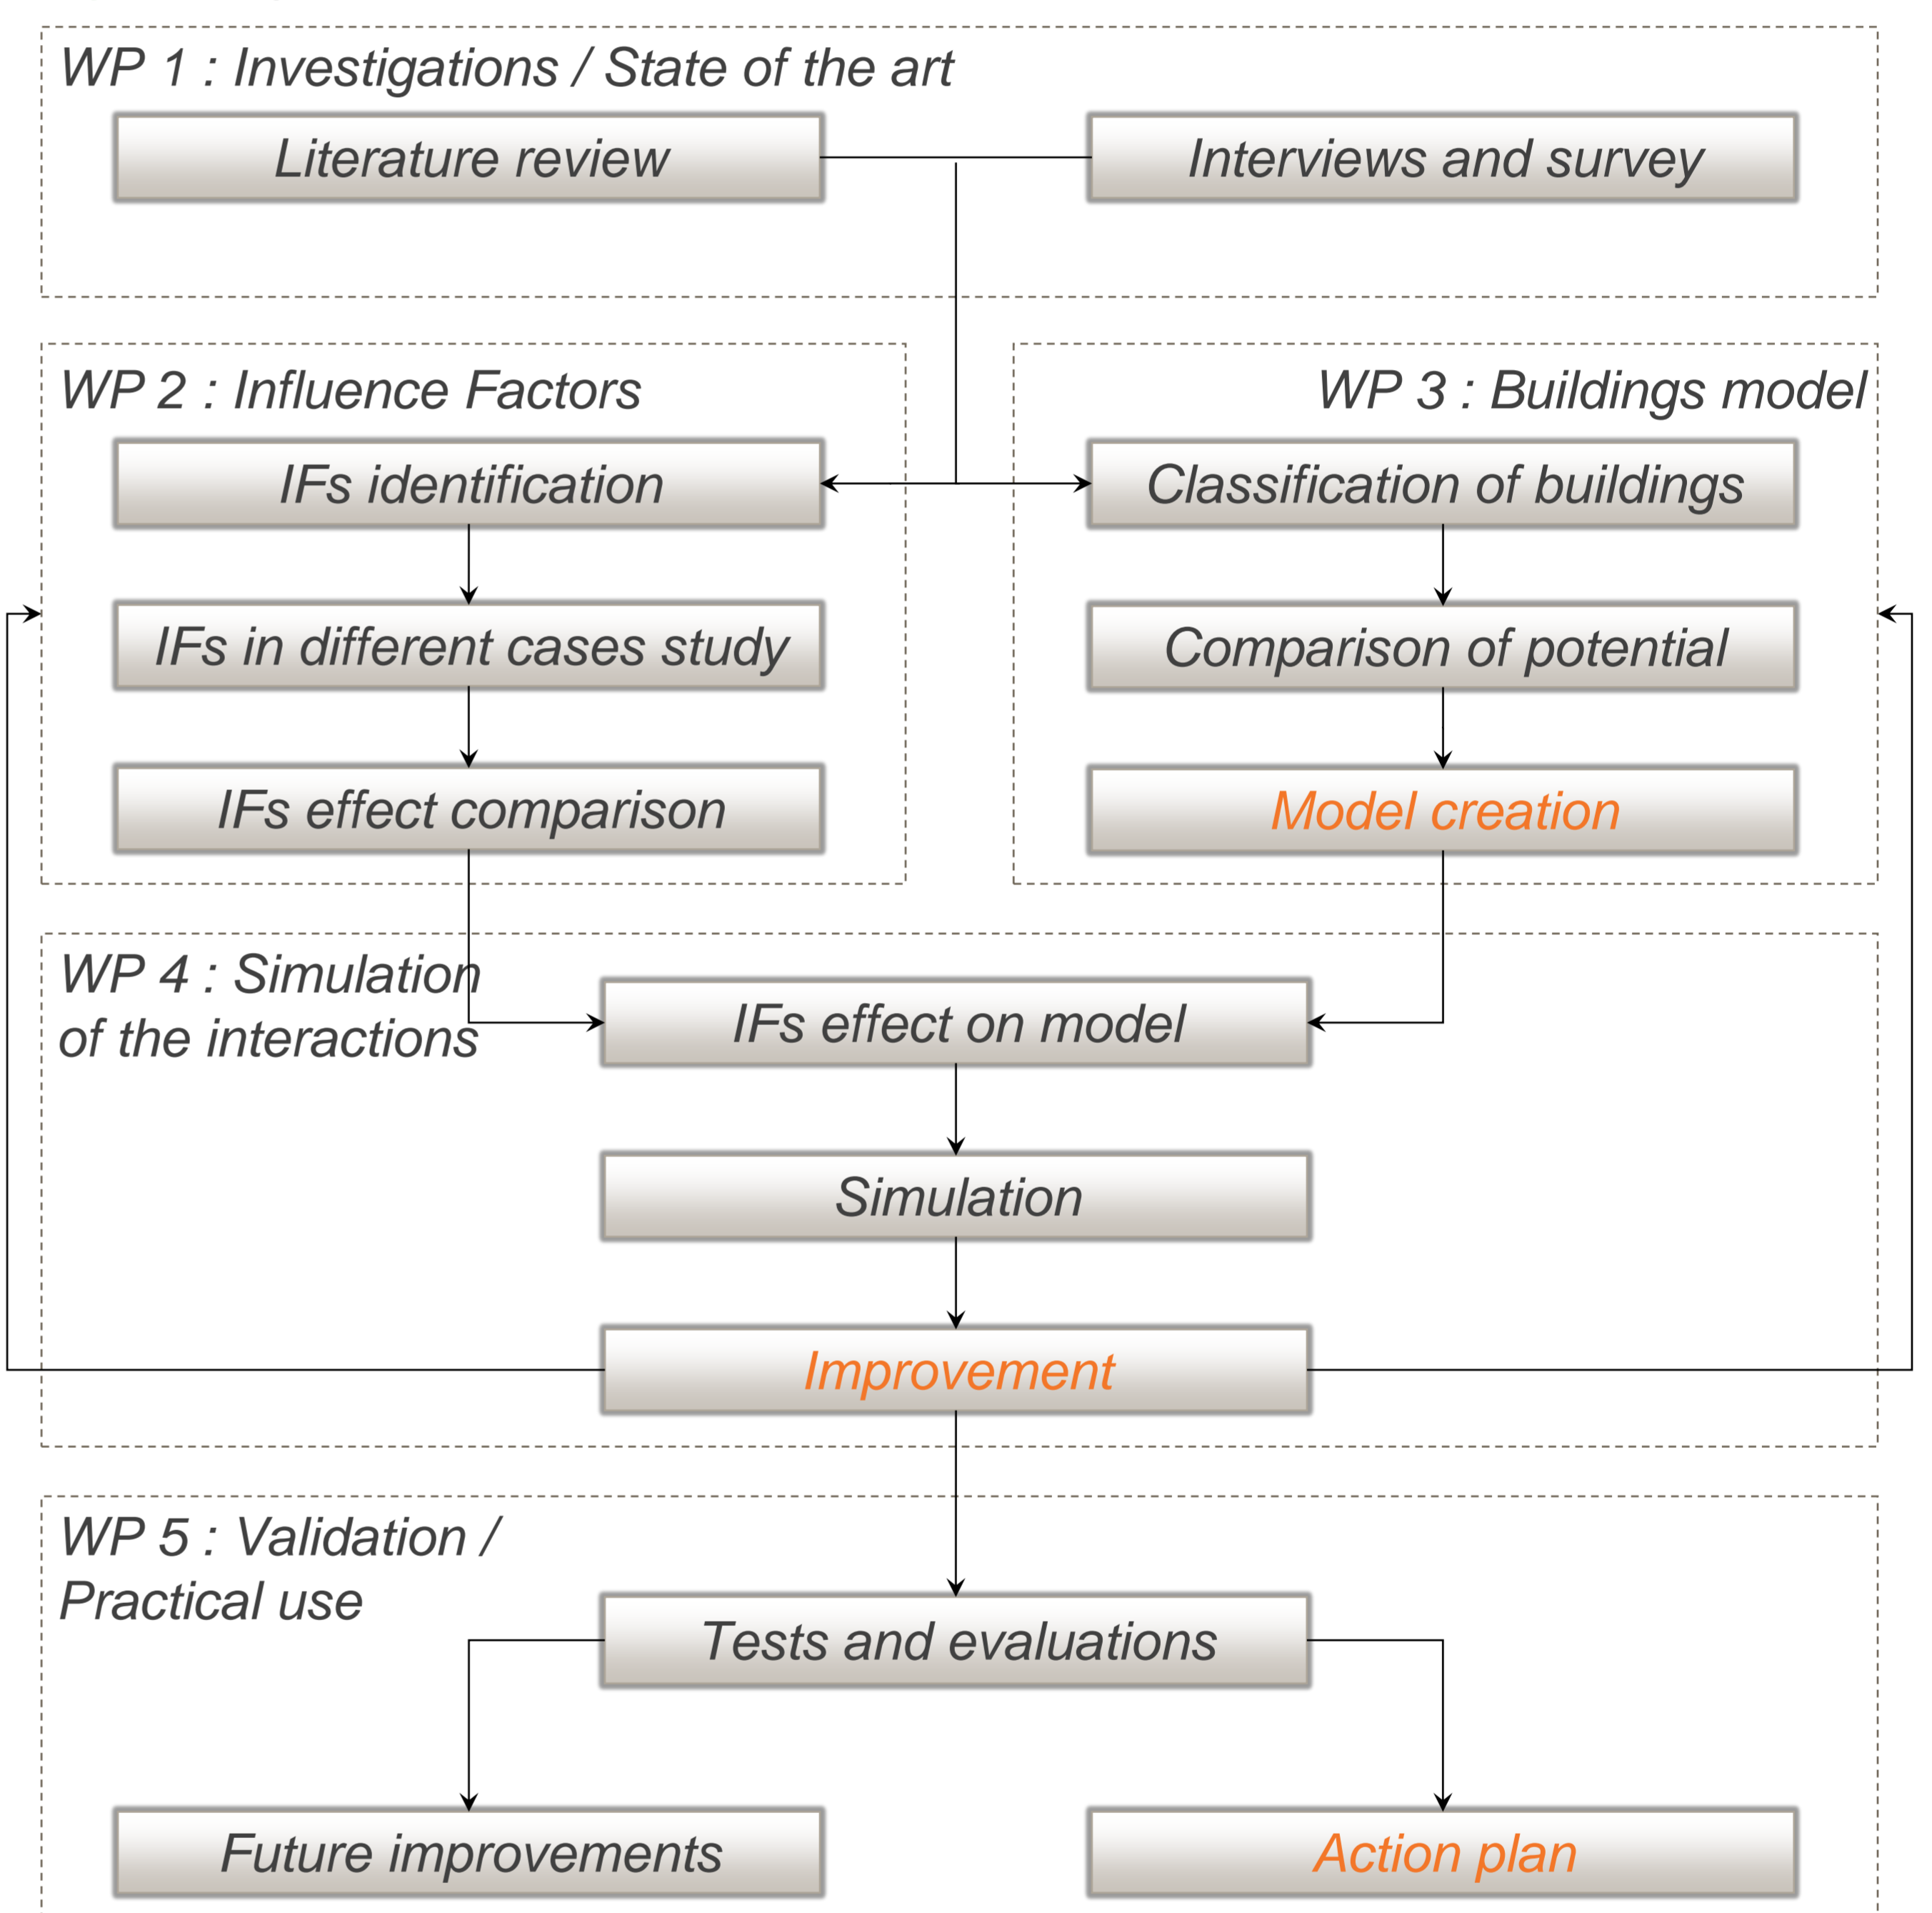 WP 1 : Investigations / State of the art
Literature review
Interviews and survey
WP 2 : Influence Factors
WP 3 : Buildings model
IFs identification
Classification of buildings
IFs in different cases study
Comparison of potential
IFs effect comparison
Model creation
WP 4 : Simulation
of the interactions
IFs effect on model
Simulation
Improvement
WP 5 : Validation /
Practical use
Tests and evaluations
Future improvements
Action plan